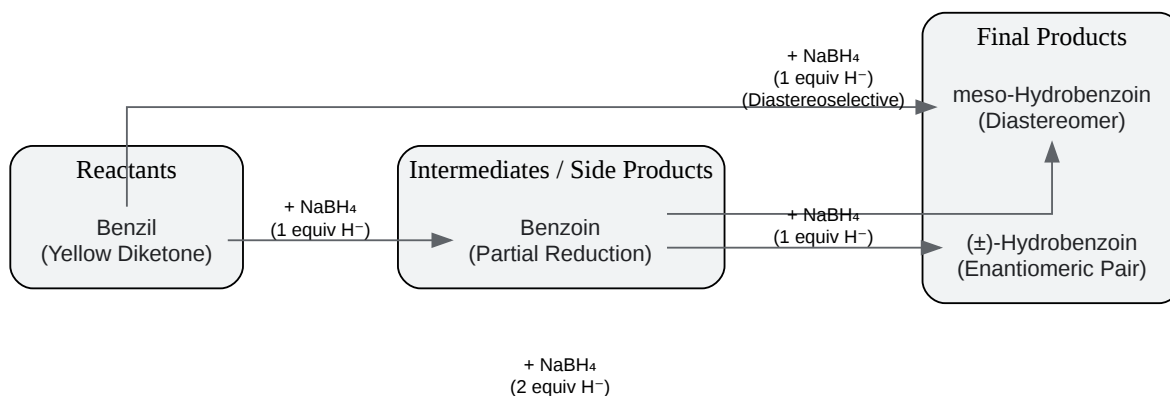 Reactants
Benzil
(Yellow Diketone)
+ NaBH₄
(1 equiv H⁻)
Intermediates / Side Products
Benzoin
(Partial Reduction)
+ NaBH₄
(1 equiv H⁻)
(Diastereoselective)
+ NaBH₄
(1 equiv H⁻)
Final Products
meso-Hydrobenzoin
(Diastereomer)
(±)-Hydrobenzoin
(Enantiomeric Pair)
+ NaBH₄
(2 equiv H⁻)